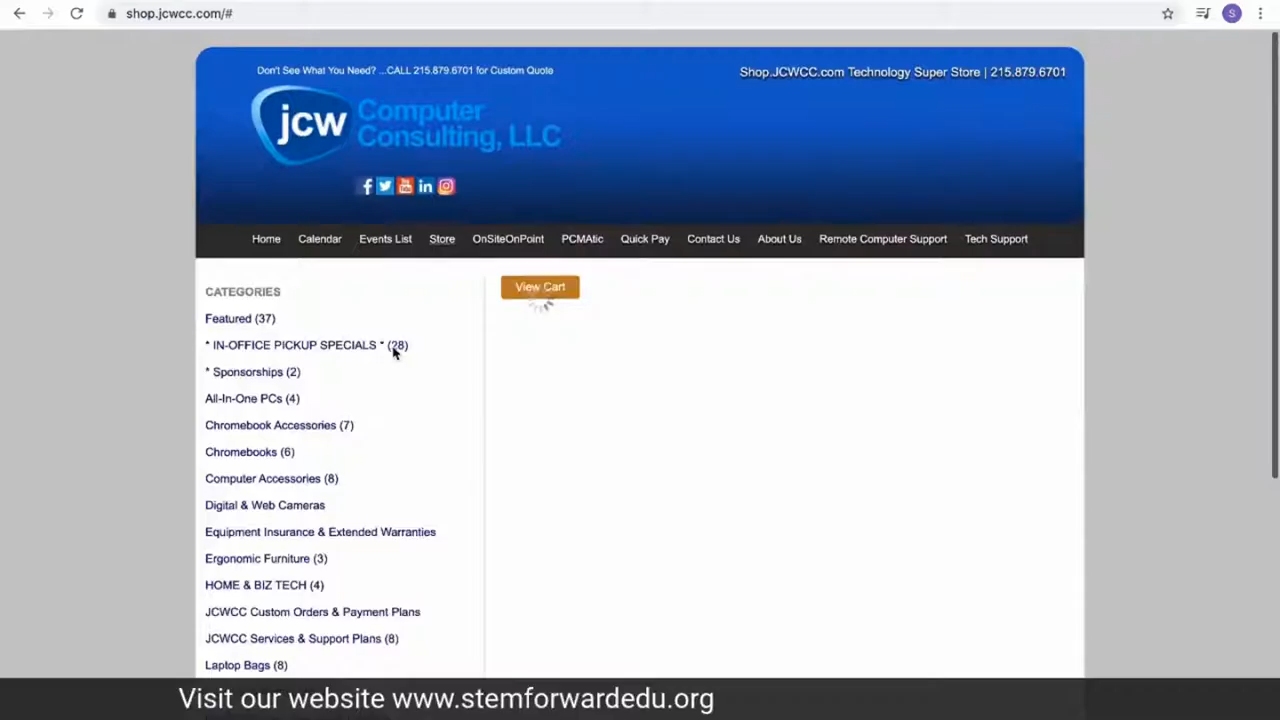 shop.jcwcc.com/#
S
Don't See What You Need? ...CALL 215.879.6701 for Custom Quote
Shop.JCWCC.com Technology Super Store | 215.879.6701
jcw Computer
Consulting, LLC
Home Calendar Events List Store OnSiteOnPoint PCMAtic Quick Pay Contact Us About Us Remote Computer Support Tech Support
CATEGORIES
View Cart
Featured (37)
* IN-OFFICE PICKUP SPECIALS * (28)
* Sponsorships (2)
All-In-One PCs (4)
Chromebook Accessories (7)
Chromebooks (6)
Computer Accessories (8)
Digital & Web Cameras
Equipment Insurance & Extended Warranties
Ergonomic Furniture (3)
HOME & BIZ TECH (4)
JCWCC Custom Orders & Payment Plans
JCWCC Services & Support Plans (8)
Laptop Bags (8)
Visit our website www.stemforwardedu.org